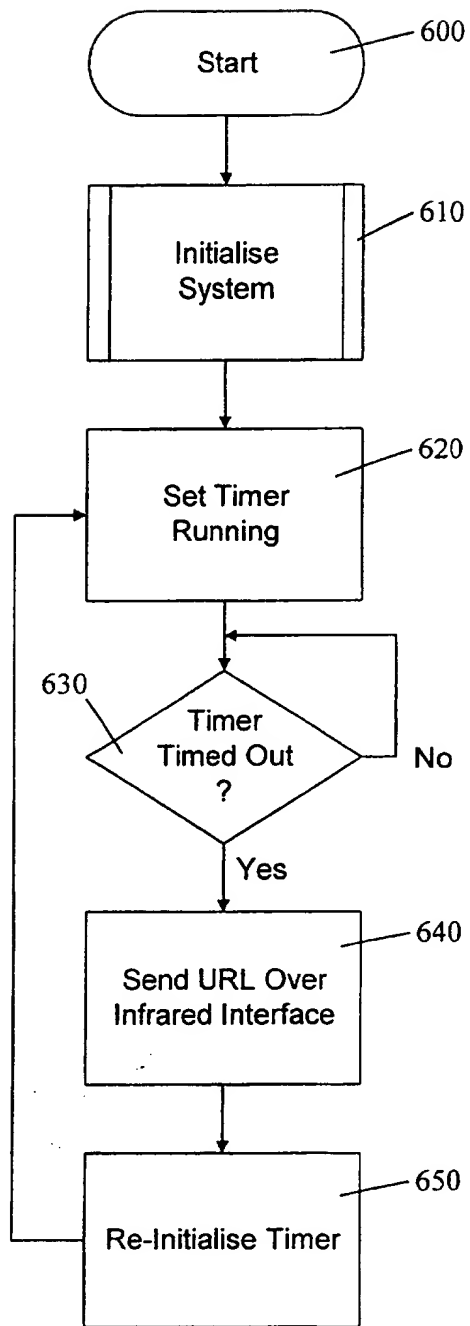 Start
600
Initialise
System
610
Set Timer
Running
620
630
Timer
Timed Out
?
No
Yes
Send URL Over
Infrared Interface
640
Re-Initialise Timer
650